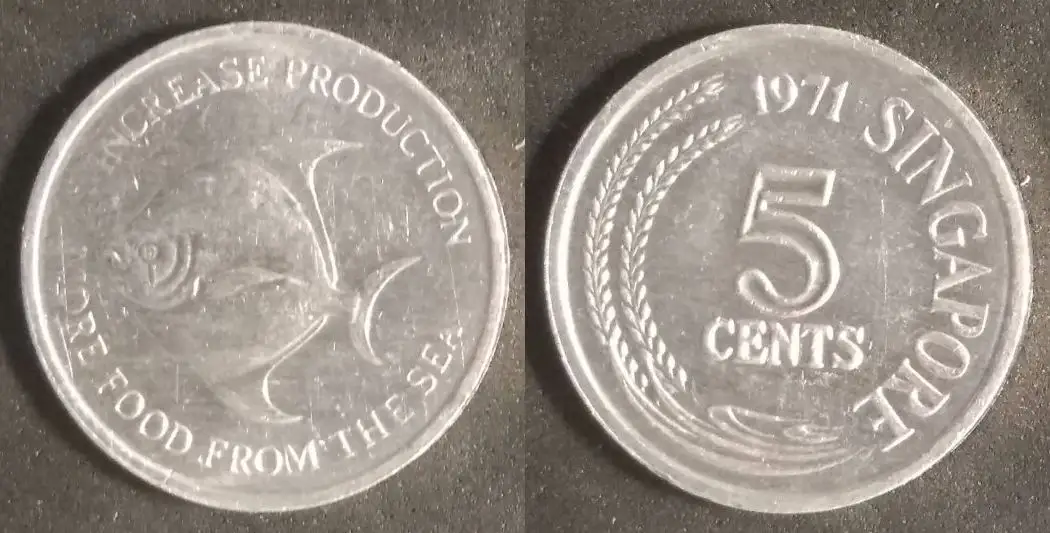 INCREASE PRODUCTION
MORE FOOD FROM THE SEA
1971 SINGAPORE
5
CENTS